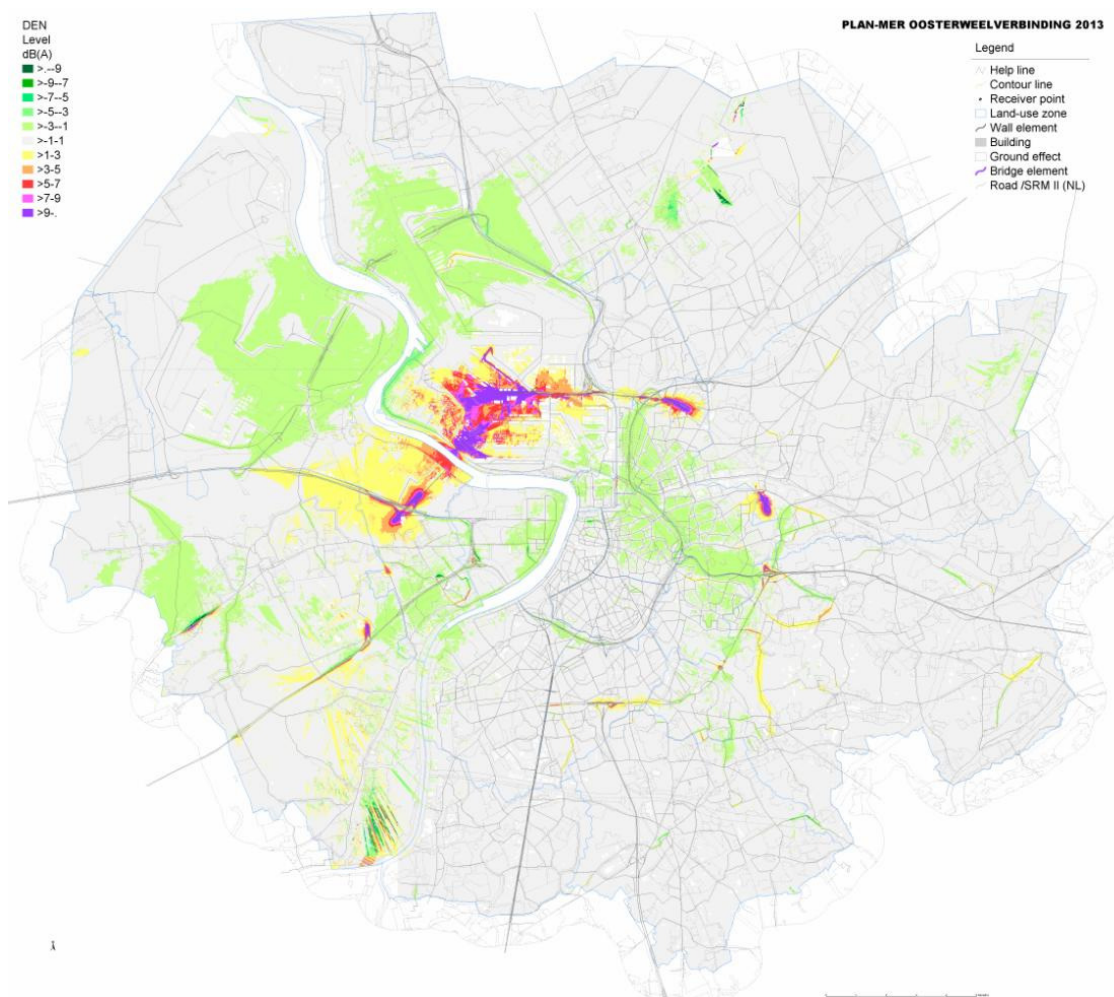 DEN
Level
dB(A)
>.--9
>-9--7
>-7--5
>-5--3
>-3--1
>-1-1
>1-3
>3-5
>5-7
>7-9
>9-.
PLAN-MER OOSTERWEELVERBINDING 2013
Legend
Help line
Contour line
Receiver point
Land-use zone
Wall element
Building
Ground effect
Bridge element
Road /SRM II (NL)